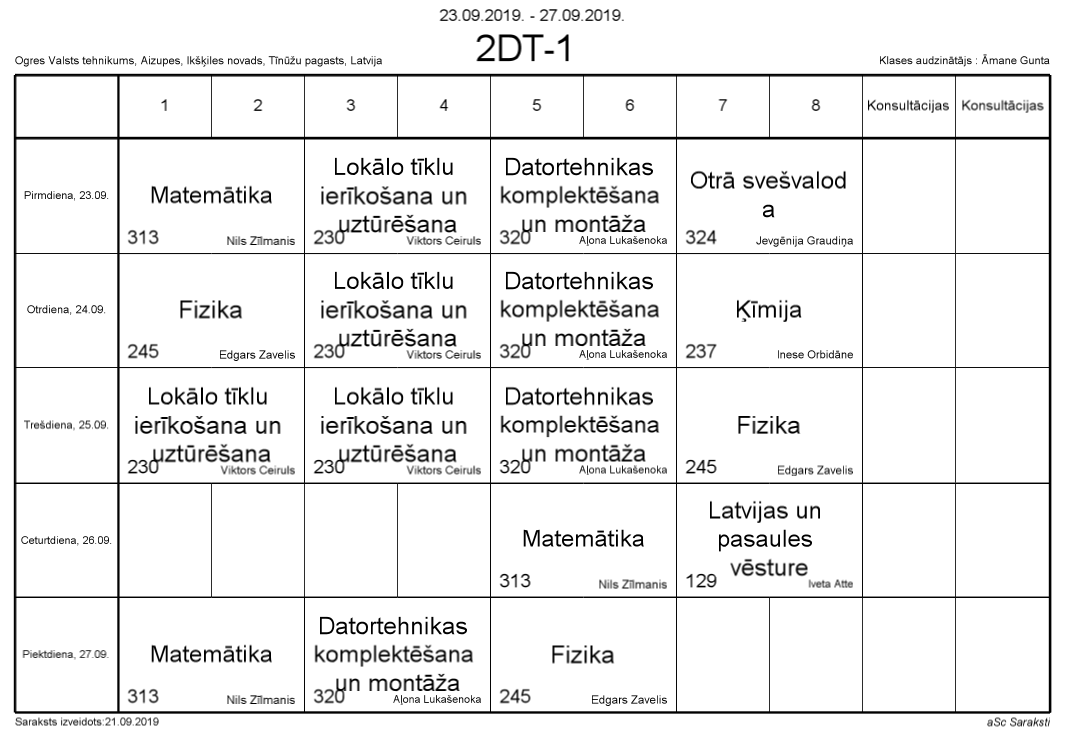 23.09.2019. - 27.09.2019.
2DT-1
Ogres Valsts tehnikums, Aizupes, Ikšķiles novads, Tīnūžu pagasts, Latvija
Klases audzinātājs : Āmane Gunta
1 2 3 4 5 6 7 8 Konsultācijas Konsultācijas
Pirmdiena, 23.09.
Matemātika
313 Nils Zīlmanis
Lokālo tīklu
ierīkošana un
uztūrēšana
230 Viktors Ceiruls
Datortehnikas
komplektēšana
un montāža
320 Aļona Lukašenoka
Otrā svešvalod
a
324 Jevgēnija Graudiņa
Otrdiena, 24.09.
Fizika
245 Edgars Zavelis
Lokālo tīklu
ierīkošana un
uztūrēšana
230 Viktors Ceiruls
Datortehnikas
komplektēšana
un montāža
320 Aļona Lukašenoka
Ķīmija
237 Inese Orbidāne
Trešdiena, 25.09.
Lokālo tīklu
ierīkošana un
uztūrēšana
230 Viktors Ceiruls
Lokālo tīklu
ierīkošana un
uztūrēšana
230 Viktors Ceiruls
Datortehnikas
komplektēšana
un montāža
320 Aļona Lukašenoka
Fizika
245 Edgars Zavelis
Ceturtdiena, 26.09.
Matemātika
313 Nils Zīlmanis
Latvijas un
pasaules
vēsture
129 Iveta Atte
Piektdiena, 27.09.
Matemātika
313 Nils Zīlmanis
Datortehnikas
komplektēšana
un montāža
320 Aļona Lukašenoka
Fizika
245 Edgars Zavelis
Saraksts izveidots:21.09.2019
aSc Saraksti